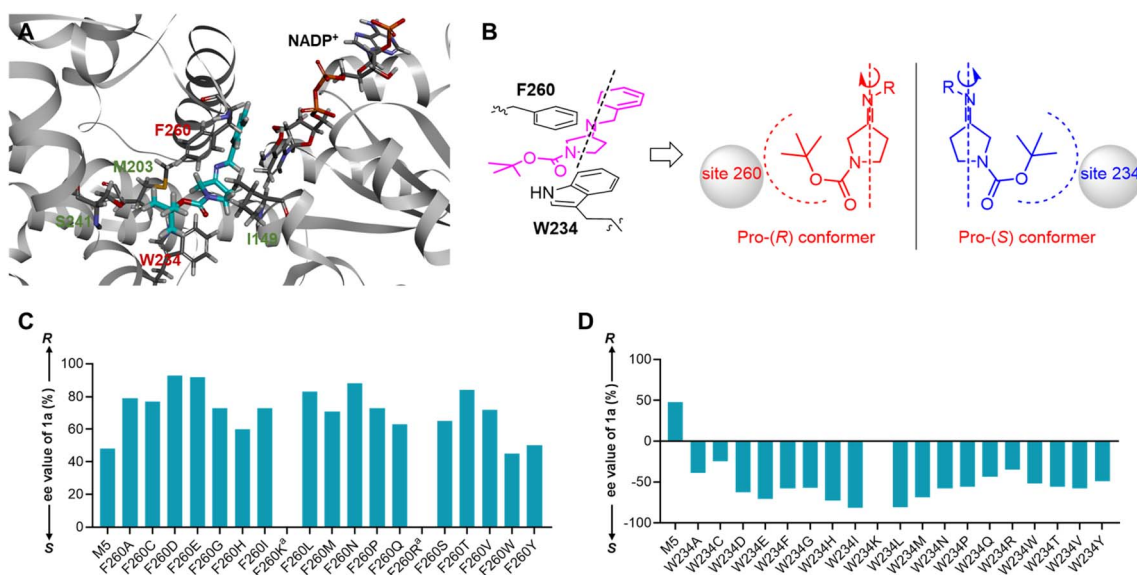 A
NADP+
F260
M203
S241
I149
W234
B
F260
N
N
O
O
HN
W234
R
N
N
O
O
site 260
Pro-(R) conformer
R
N
N
O
O
site 234
Pro-(S) conformer
C
R
ee value of 1a (%)
S
100
80
60
40
20
0
M5
F260A
F260C
F260D
F260E
F260G
F260H
F260I
F260Kª
F260L
F260M
F260N
F260P
F260Q
F260Rª
F260S
F260T
F260V
F260W
F260Y
D
R
ee value of 1a (%)
S
100
50
0
-50
-100
M5
W234A
W234C
W234D
W234E
W234F
W234G
W234H
W234I
W234K
W234L
W234M
W234N
W234P
W234Q
W234R
W234W
W234T
W234V
W234Y